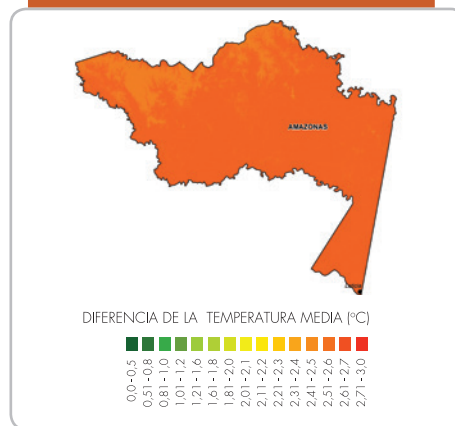 AMAZONAS
DIFERENCIA DE LA TEMPERATURA MEDIA (°C)
0,0 - 0,5
0,51 - 0,8
0,81 - 1,0
1,01 - 1,2
1,21 - 1,6
1,61 - 1,8
1,81 - 2,0
2,01 - 2,1
2,11 - 2,2
2,21 - 2,3
2,31 - 2,4
2,41 - 2,5
2,51 - 2,6
2,61 - 2,7
2,71 - 3,0